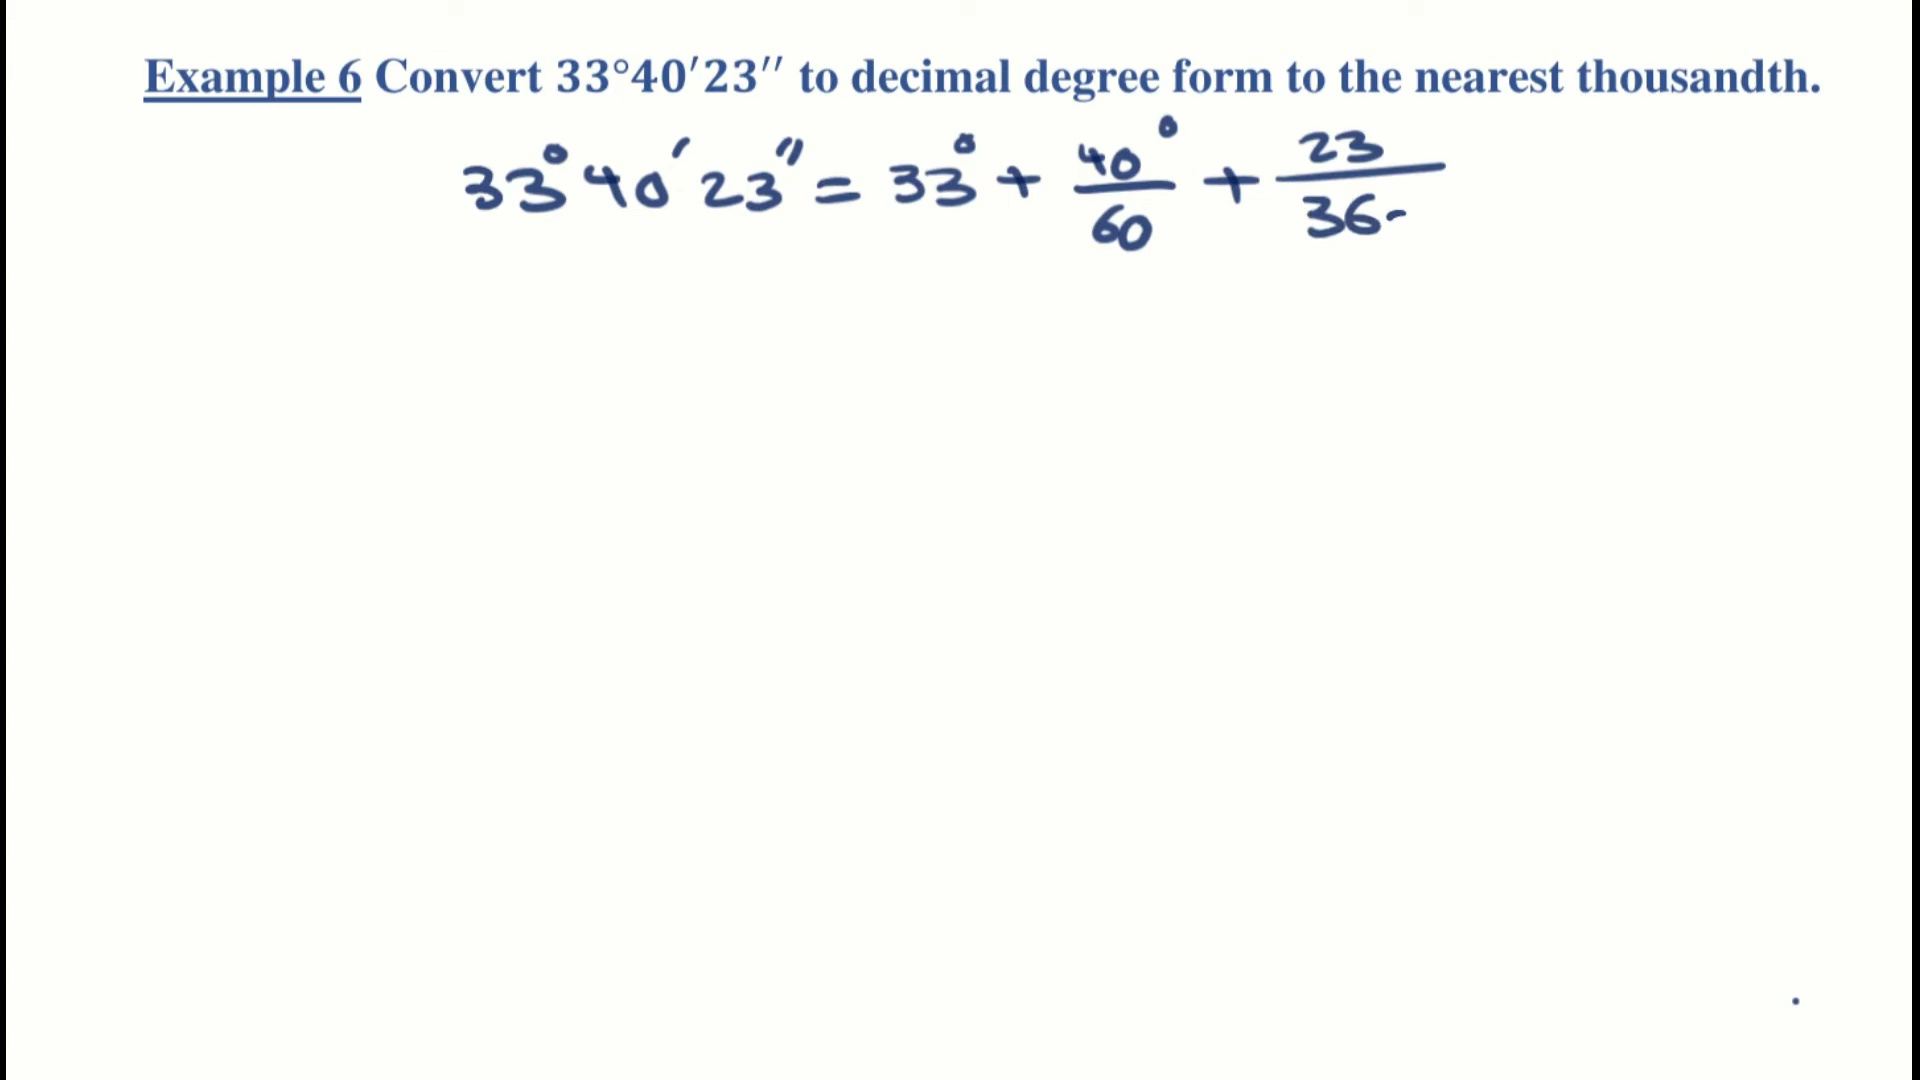 Example 6 Convert 33°40′23′′ to decimal degree form to the nearest thousandth.
33° 40′ 23″ = 33° + 40°/60 + 23/36